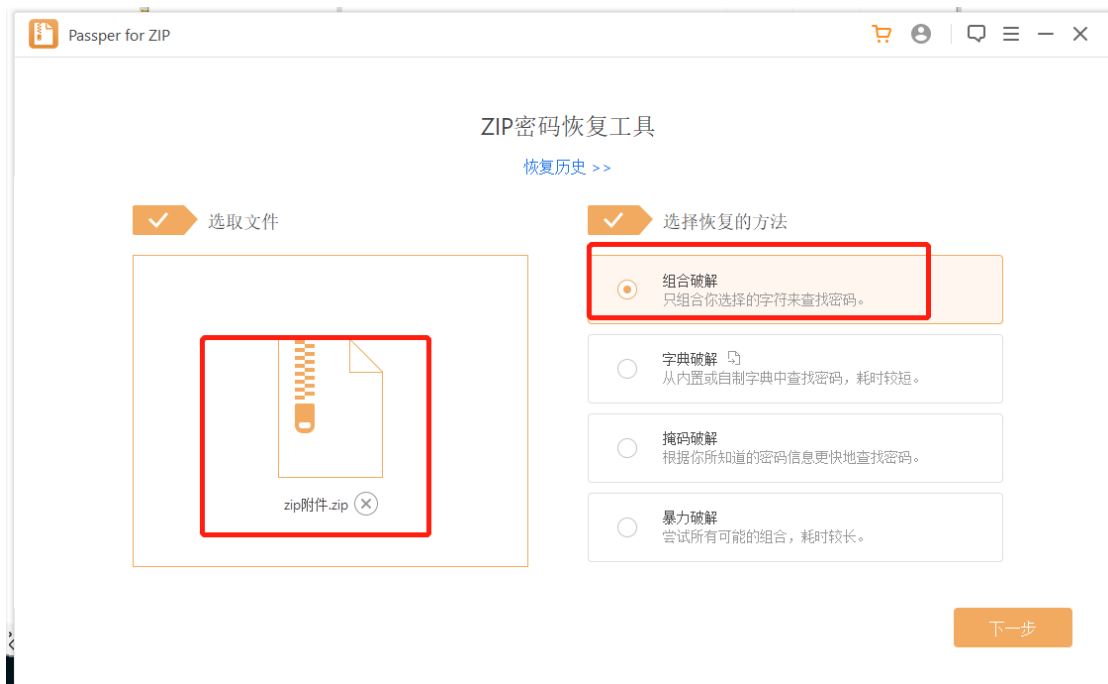 Passper for ZIP
ZIP密码恢复工具
恢复历史 >>
选取文件
zip附件.zip
选择恢复的方法
组合破解
只组合你选择的字符来查找密码。
字典破解
从内置或自制字典中查找密码，耗时较短。
掩码破解
根据你所知道的密码信息更快地查找密码。
暴力破解
尝试所有可能的组合，耗时较长。
下一步